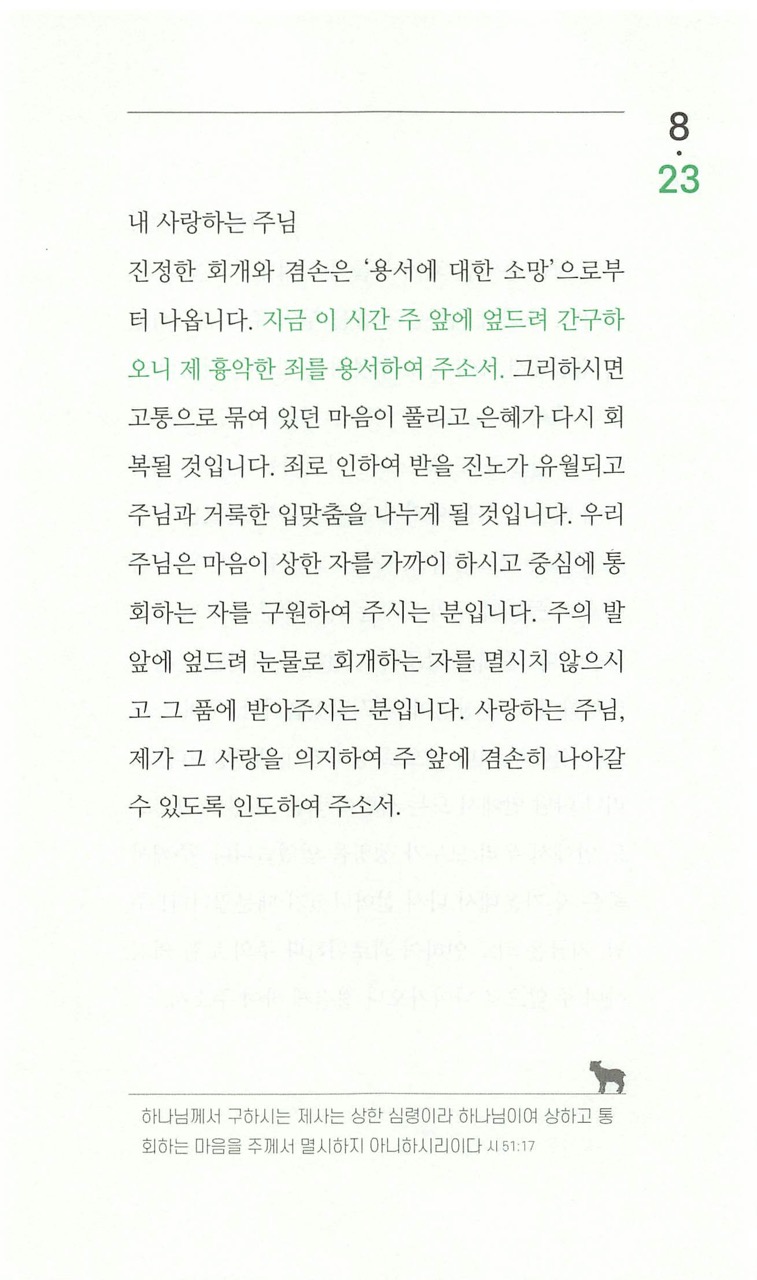 8
·
23
내 사랑하는 주님
진정한 회개와 겸손은 ‘용서에 대한 소망’으로부
터 나옵니다. 지금 이 시간 주 앞에 엎드려 간구하
오니 제 흉악한 죄를 용서하여 주소서. 그리하시면
고통으로 묶여 있던 마음이 풀리고 은혜가 다시 회
복될 것입니다. 죄로 인하여 받을 진노가 유월되고
주님과 거룩한 입맞춤을 나누게 될 것입니다. 우리
주님은 마음이 상한 자를 가까이 하시고 중심에 통
회하는 자를 구원하여 주시는 분입니다. 주의 발
앞에 엎드려 눈물로 회개하는 자를 멸시치 않으시
고 그 품에 받아주시는 분입니다. 사랑하는 주님,
제가 그 사랑을 의지하여 주 앞에 겸손히 나아갈
수 있도록 인도하여 주소서.
하나님께서 구하시는 제사는 상한 심령이라 하나님이여 상하고 통
회하는 마음을 주께서 멸시하지 아니하시리이다 시 51:17